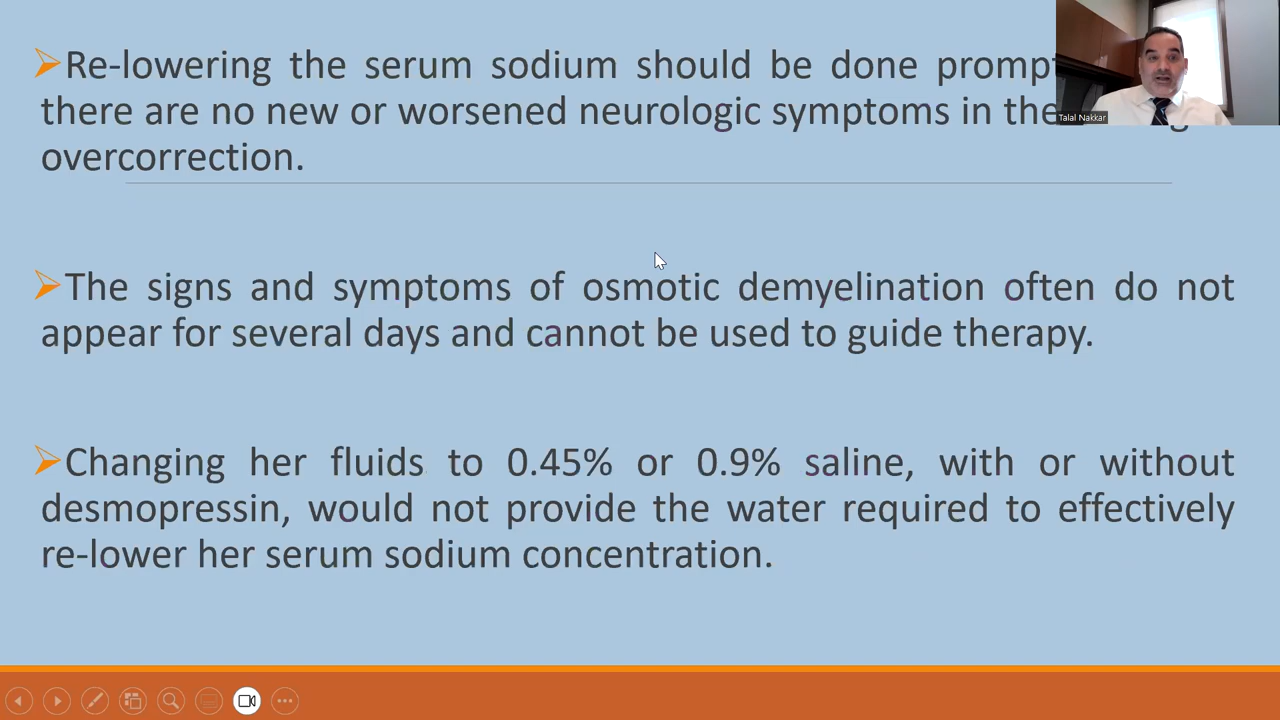 Re-lowering the serum sodium should be done
there are no new or worsened neurologic symptoms in the
overcorrection.
Talal Nakkar
The signs and symptoms of osmotic demyelination often do not
appear for several days and cannot be used to guide therapy.
Changing her fluids to 0.45% or 0.9% saline, with or without
desmopressin, would not provide the water required to effectively
re-lower her serum sodium concentration.